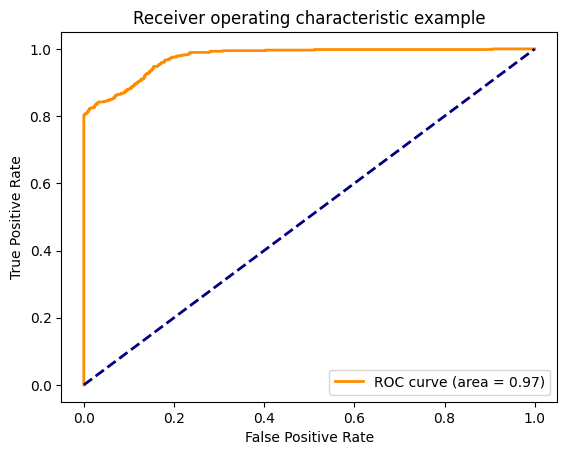 Receiver operating characteristic example
True Positive Rate
1.0
0.8
0.6
0.4
0.2
0.0
ROC curve (area = 0.97)
0.0 0.2 0.4 0.6 0.8 1.0
False Positive Rate